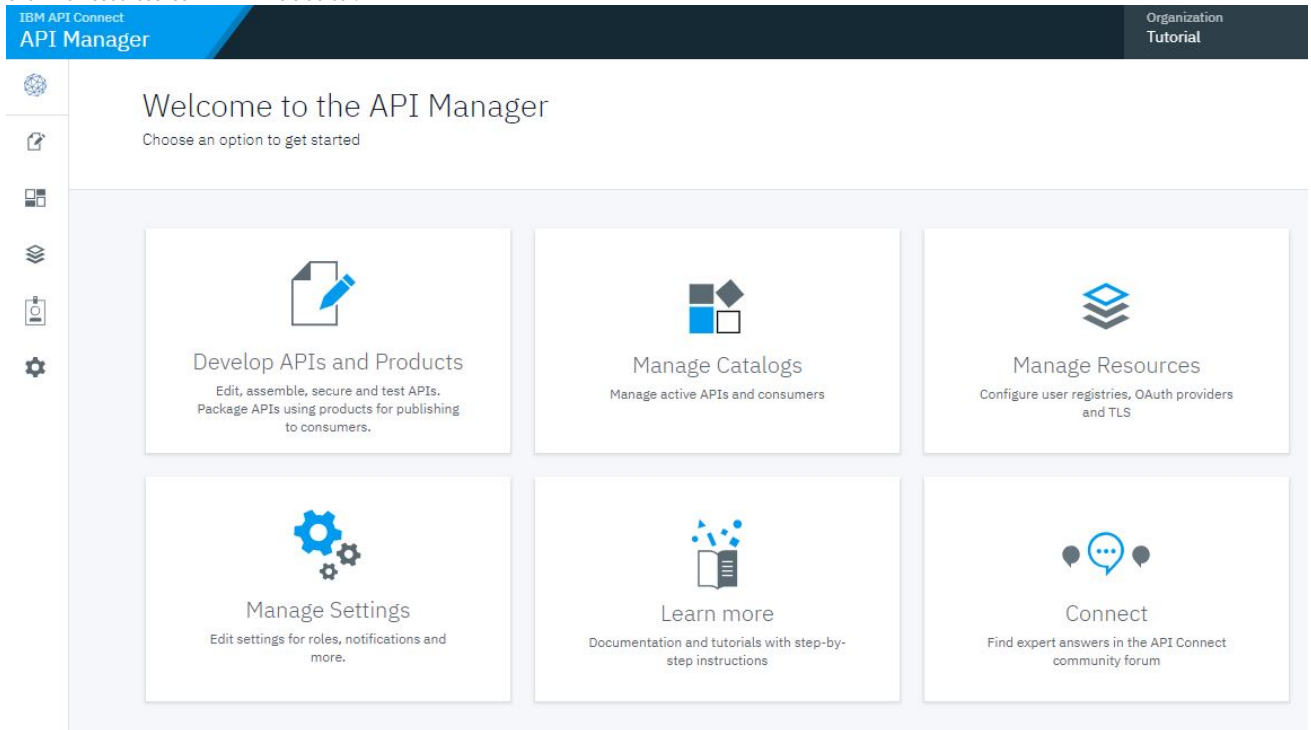 IBM API Connect
API Manager
Organization
Tutorial
Welcome to the API Manager
Choose an option to get started
Develop APIs and Products
Edit, assemble, secure and test APIs.
Package APIs using products for publishing
to consumers.
Manage Catalogs
Manage active APIs and consumers
Manage Resources
Configure user registries, OAuth providers
and TLS
Manage Settings
Edit settings for roles, notifications and
more.
Learn more
Documentation and tutorials with step-by-
step instructions
Connect
Find expert answers in the API Connect
community forum